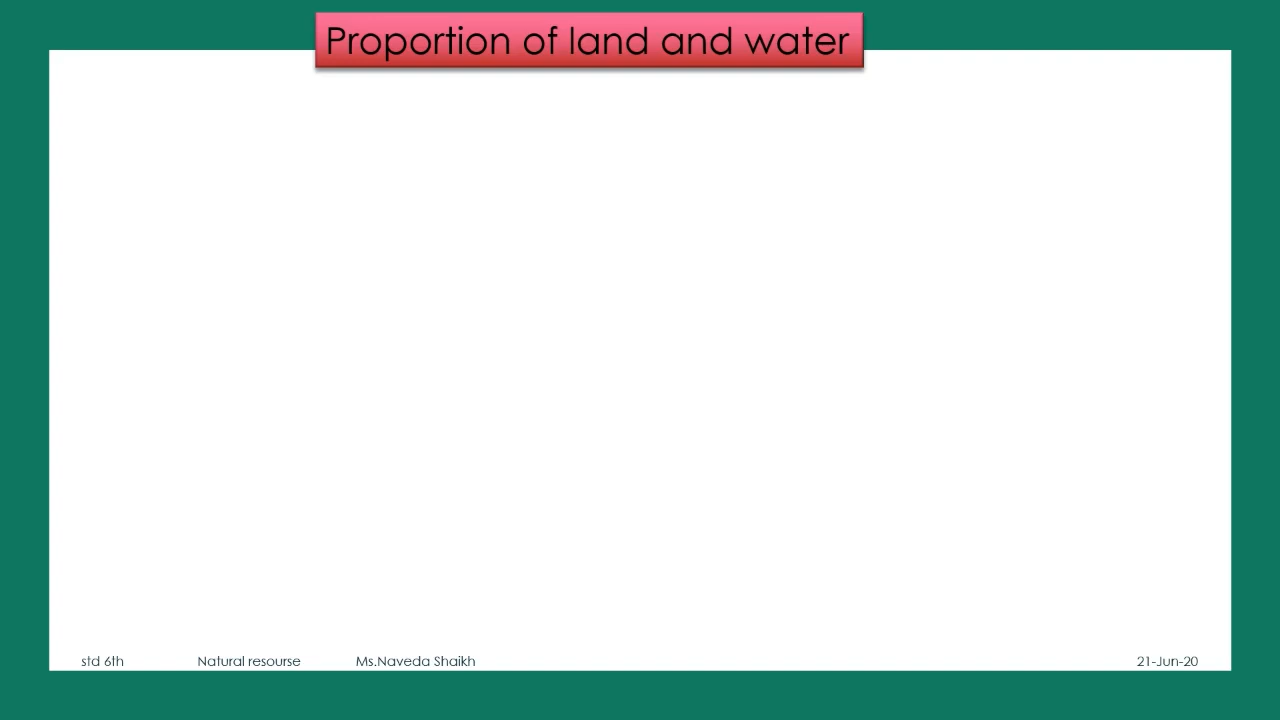 Proportion of land and water
std 6th Natural resourse Ms.Naveda Shaikh 21-Jun-20